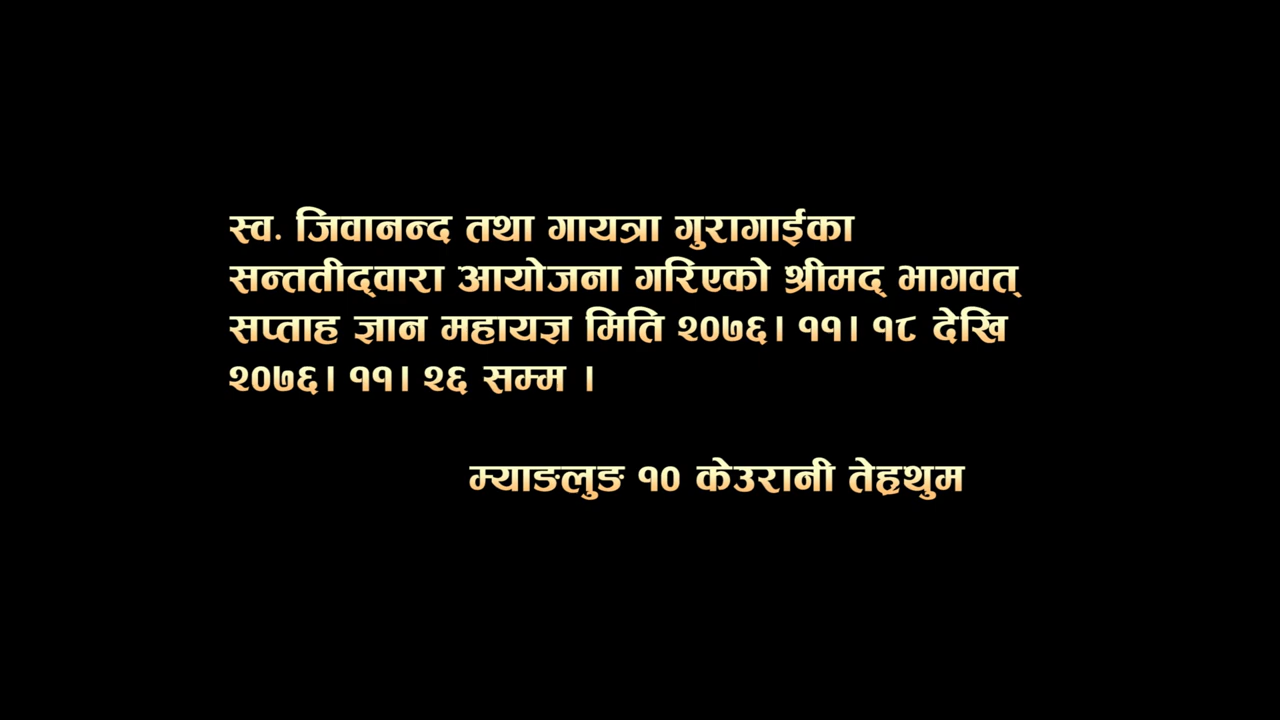 स्व. जिवानन्द तथा गायत्रा गुरागाईका
सन्ततीद्वारा आयोजना गरिएको श्रीमद् भागवत्
सप्ताह ज्ञान महायज्ञ मिति २०७६। ११। १८ देखि
२०७६। ११। २६ सम्म ।
म्याङलुङ १० केउरानी तेह्रथुम